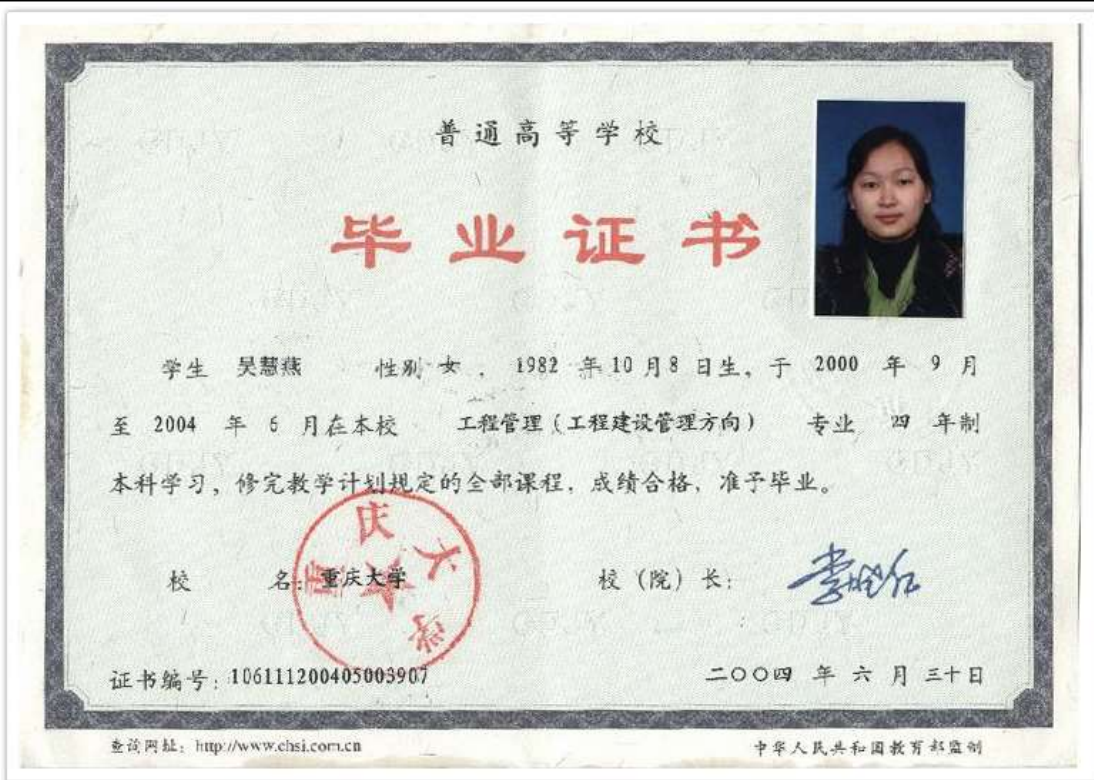 普通高等学校
毕业证书
学生 吴慧燕 性别 女 , 1982 年 10 月 8 日生, 于 2000 年 9 月
至 2004 年 6 月在本校 工程管理(工程建设管理方向) 专业 四 年制
本科学习, 修完教学计划规定的全部课程, 成绩合格, 准予毕业。
重庆大学
校 名: 重庆大学 校(院)长:
证书编号: 106111200405003907 二〇〇四 年 六 月 三十日
查询网址: http://www.chsi.com.cn 中华人民共和国教育部监制